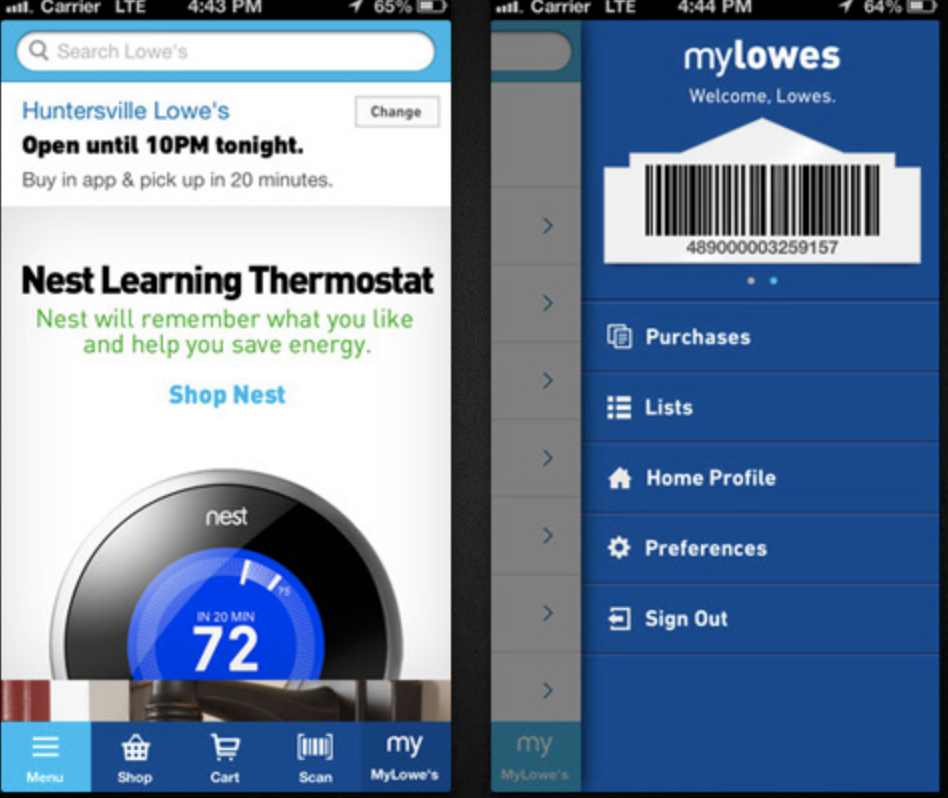 Carrier LTE 4:43 PM 65%
Search Lowe's
Huntersville Lowe's
Change
Open until 10PM tonight.
Buy in app & pick up in 20 minutes.
Nest Learning Thermostat
Nest will remember what you like
and help you save energy.
Shop Nest
nest
75
IN 20 MIN
72
Menu
Shop
Cart
Scan
my
MyLowe's
Carrier LTE 4:44 PM 64%
mylowes
Welcome, Lowes.
489000003259157
Purchases
Lists
Home Profile
Preferences
Sign Out
my
MyLowe's